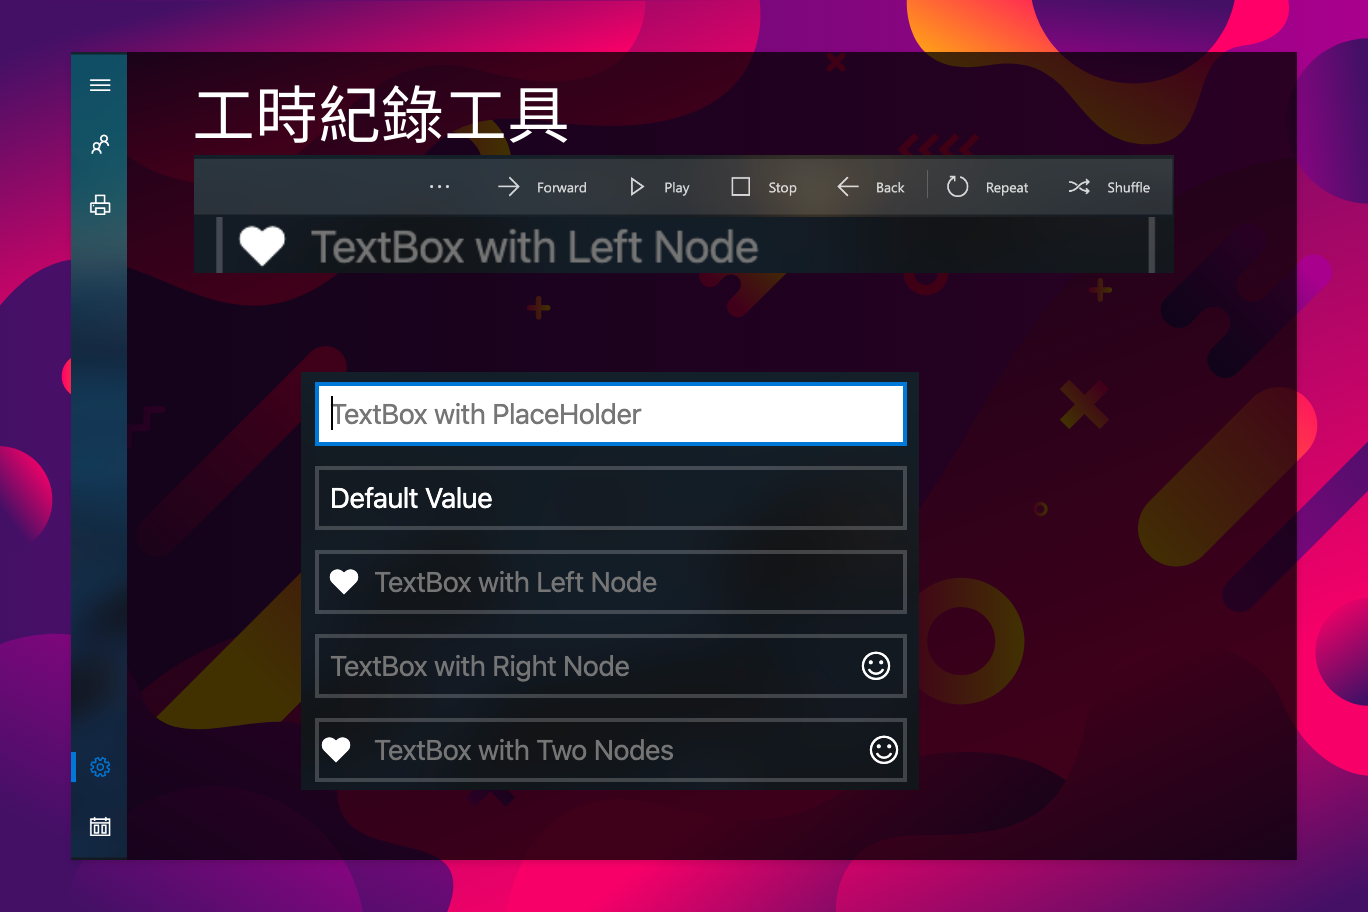 工時紀錄工具
··· Forward Play Stop Back Repeat Shuffle
TextBox with Left Node
TextBox with PlaceHolder
Default Value
TextBox with Left Node
TextBox with Right Node
TextBox with Two Nodes